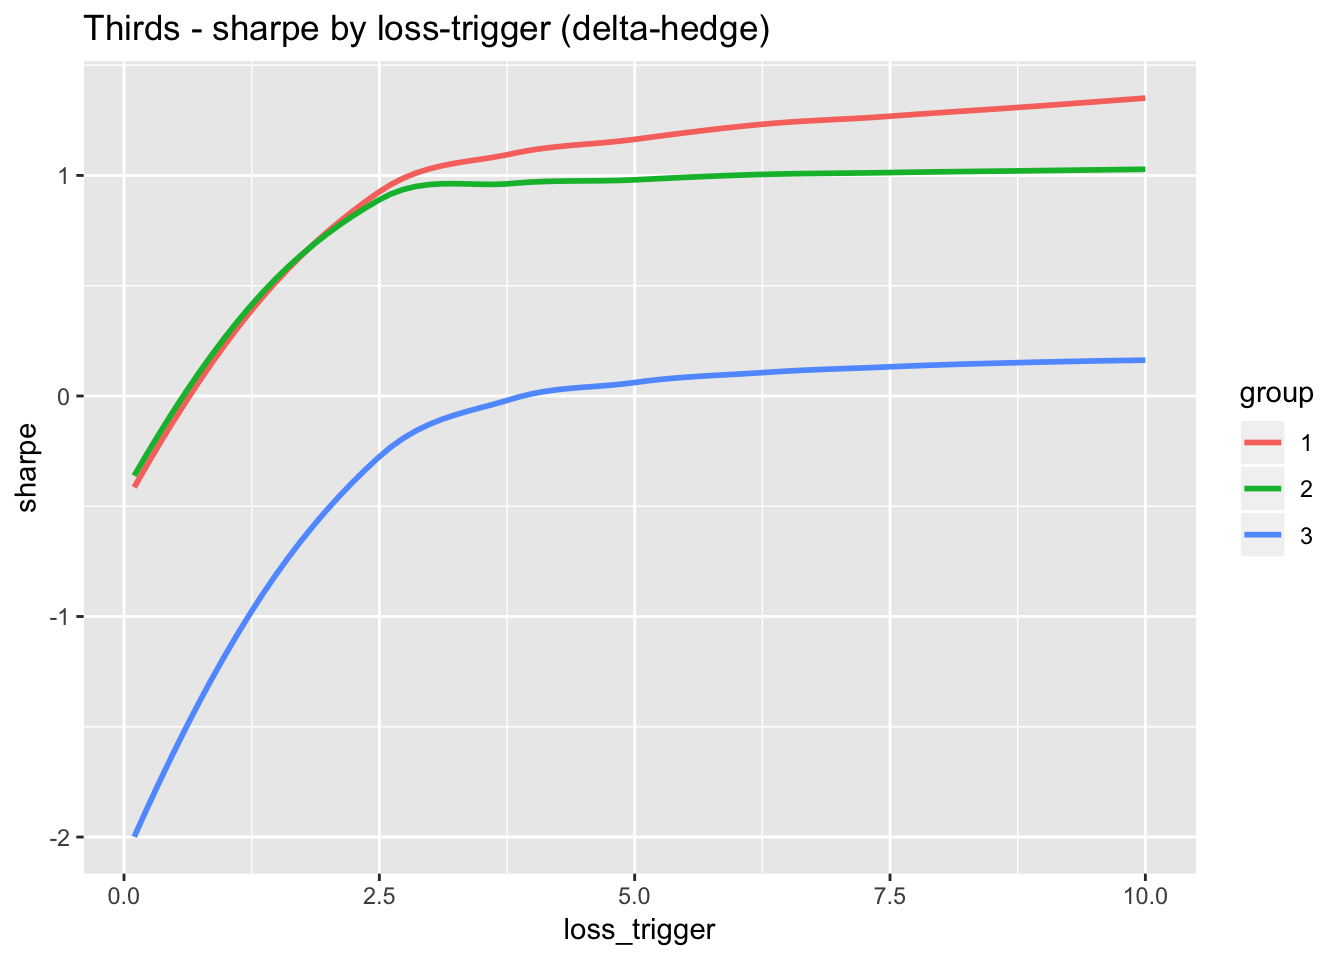 Thirds - sharpe by loss-trigger (delta-hedge)
1
0
-1
-2
sharpe
0.0 2.5 5.0 7.5 10.0
loss_trigger
group
1
2
3